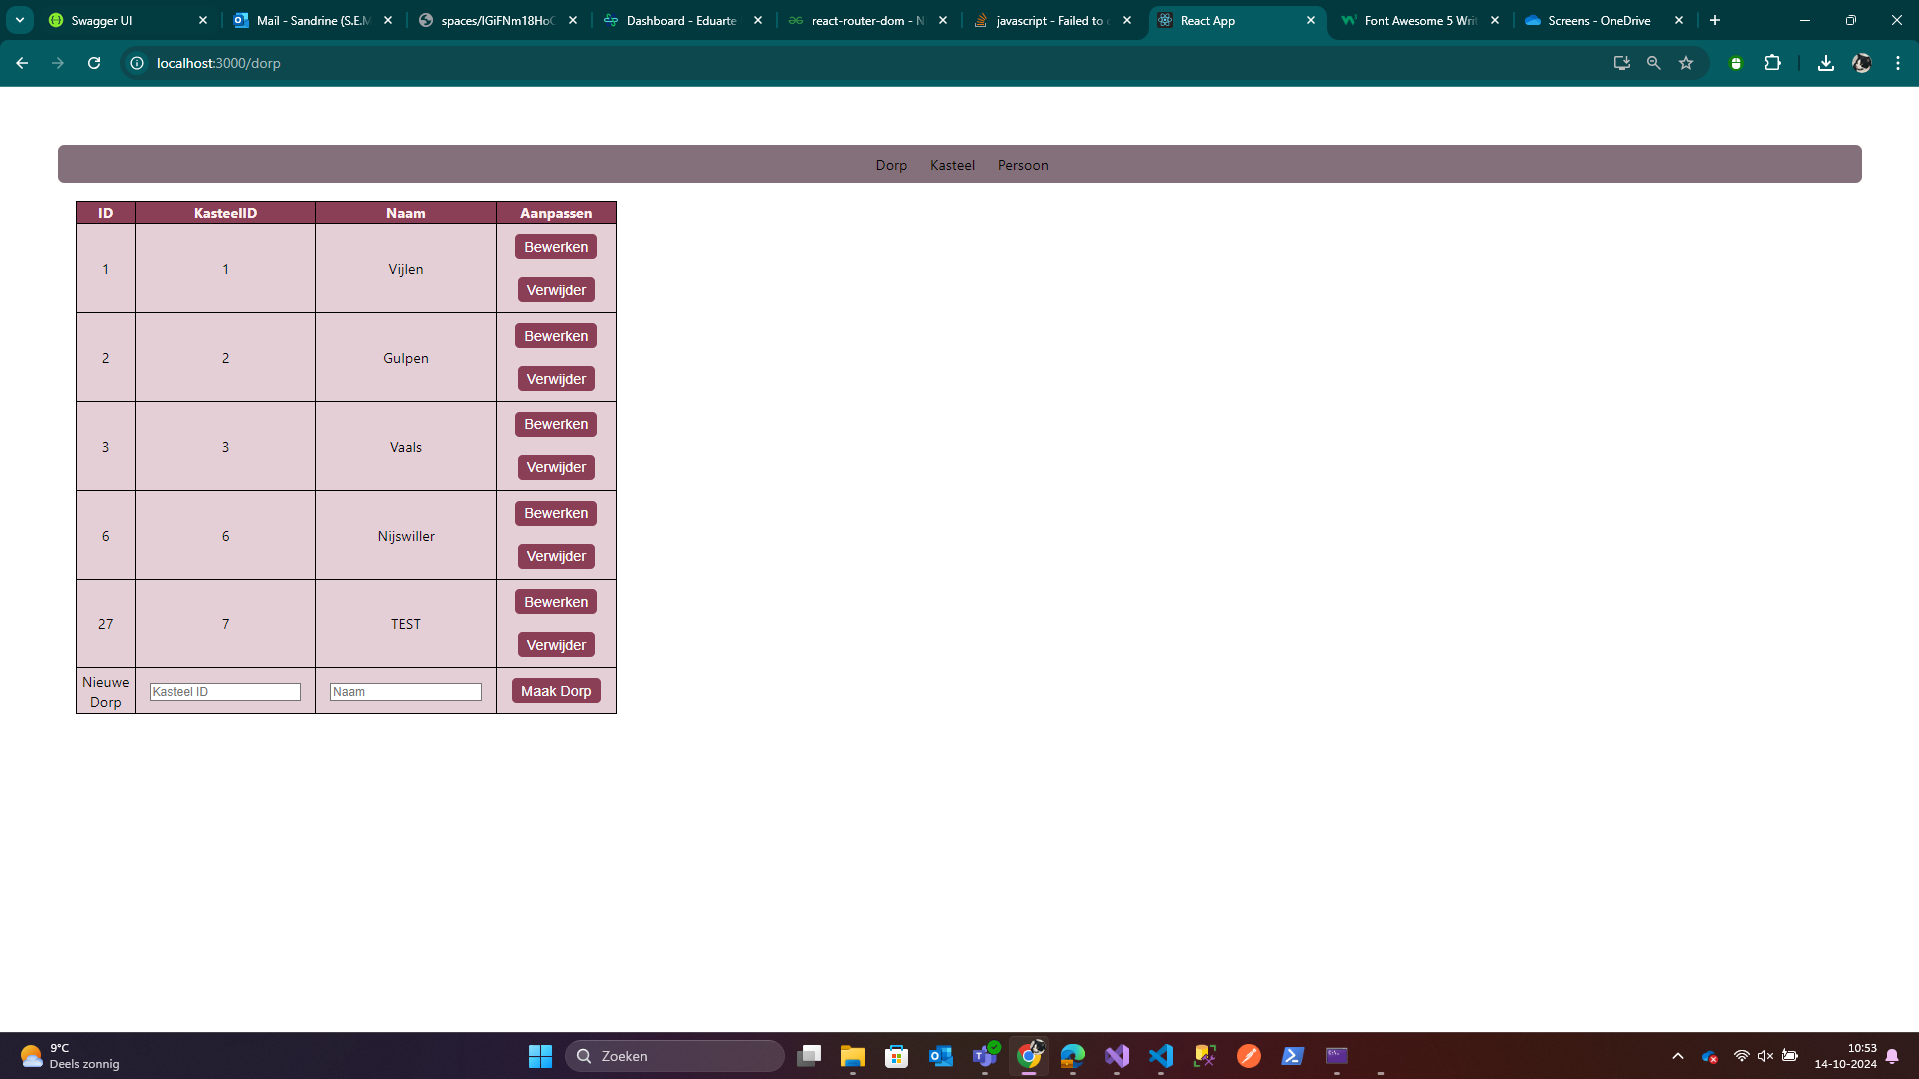 Swagger UI
Mail - Sandrine (S.E.M
spaces/IGiFNm18HoC
Dashboard - Eduarte
react-router-dom - N
javascript - Failed to
React App
Font Awesome 5 Writ
Screens - OneDrive
localhost:3000/dorp
Dorp Kasteel Persoon
ID KasteelID Naam Aanpassen
1 1 Vijlen Bewerken
Verwijder
2 2 Gulpen Bewerken
Verwijder
3 3 Vaals Bewerken
Verwijder
6 6 Nijswiller Bewerken
Verwijder
27 7 TEST Bewerken
Verwijder
Nieuwe Dorp Kasteel ID Naam Maak Dorp
9°C
Deels zonnig
Zoeken
10:53
14-10-2024